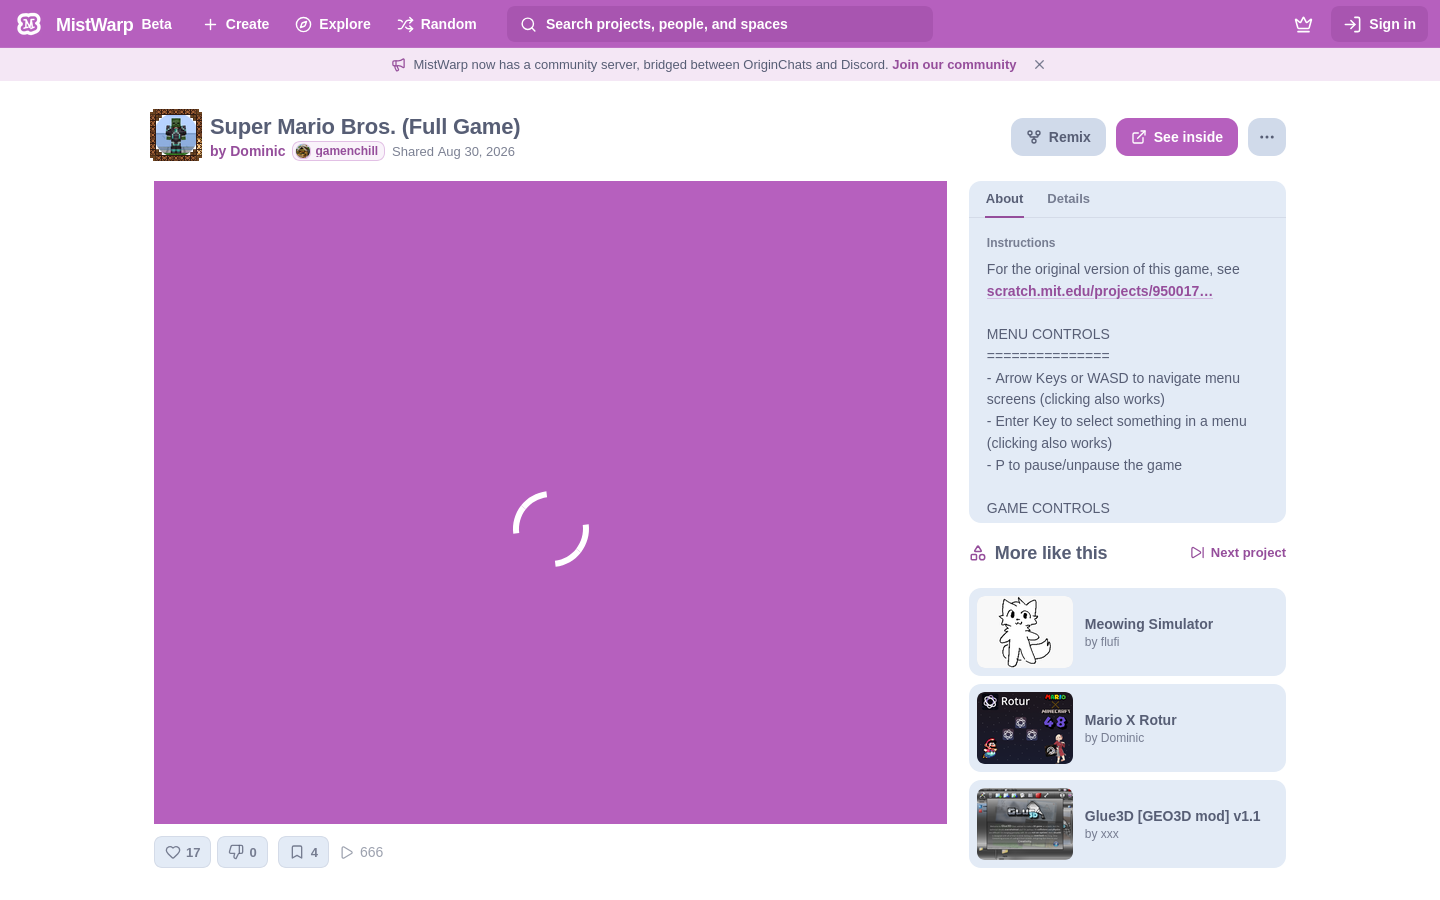 MistWarp Beta
Create
Explore
Random
Search projects, people, and spaces
Sign in
MistWarp now has a community server, bridged between OriginChats and Discord. Join our community
Super Mario Bros. (Full Game)
by Dominic
gamenchill
Shared Aug 30, 2026
Remix
See inside
About
Details
Instructions
For the original version of this game, see
scratch.mit.edu/projects/950017…
MENU CONTROLS
===============
- Arrow Keys or WASD to navigate menu
screens (clicking also works)
- Enter Key to select something in a menu
(clicking also works)
- P to pause/unpause the game
GAME CONTROLS
More like this
Next project
Meowing Simulator
by flufi
Rotur
MARIO
X
MINECRAFT
48
Mario X Rotur
by Dominic
Glue3D [GEO3D mod] v1.1
by xxx
17
0
4
666